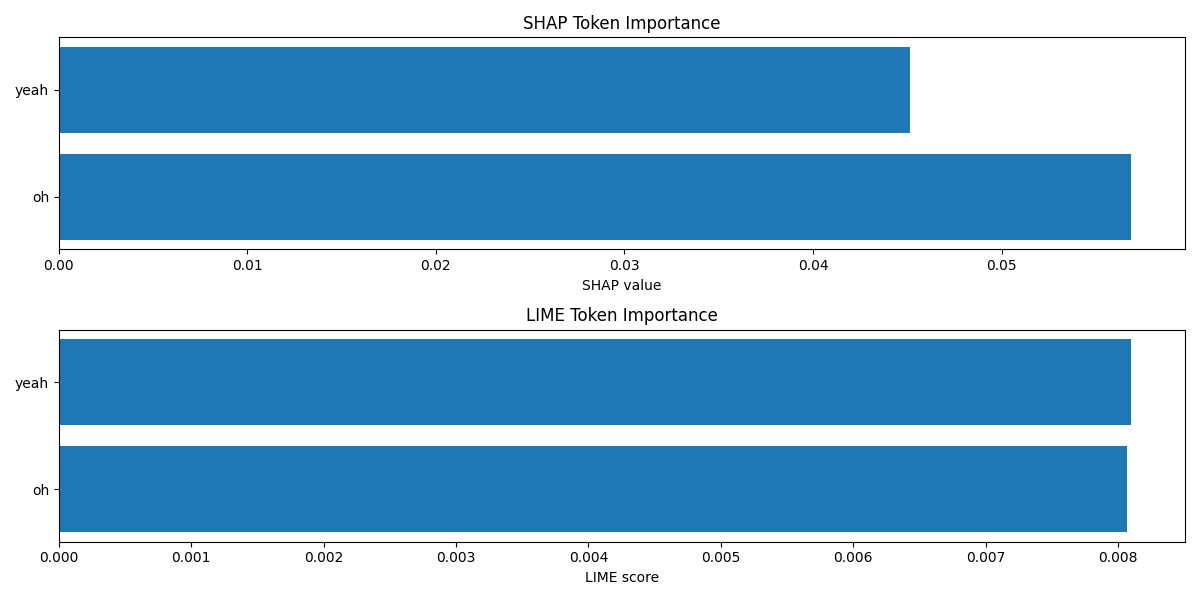 SHAP Token Importance
yeah
oh
0.00 0.01 0.02 0.03 0.04 0.05
SHAP value
LIME Token Importance
yeah
oh
0.000 0.001 0.002 0.003 0.004 0.005 0.006 0.007 0.008
LIME score